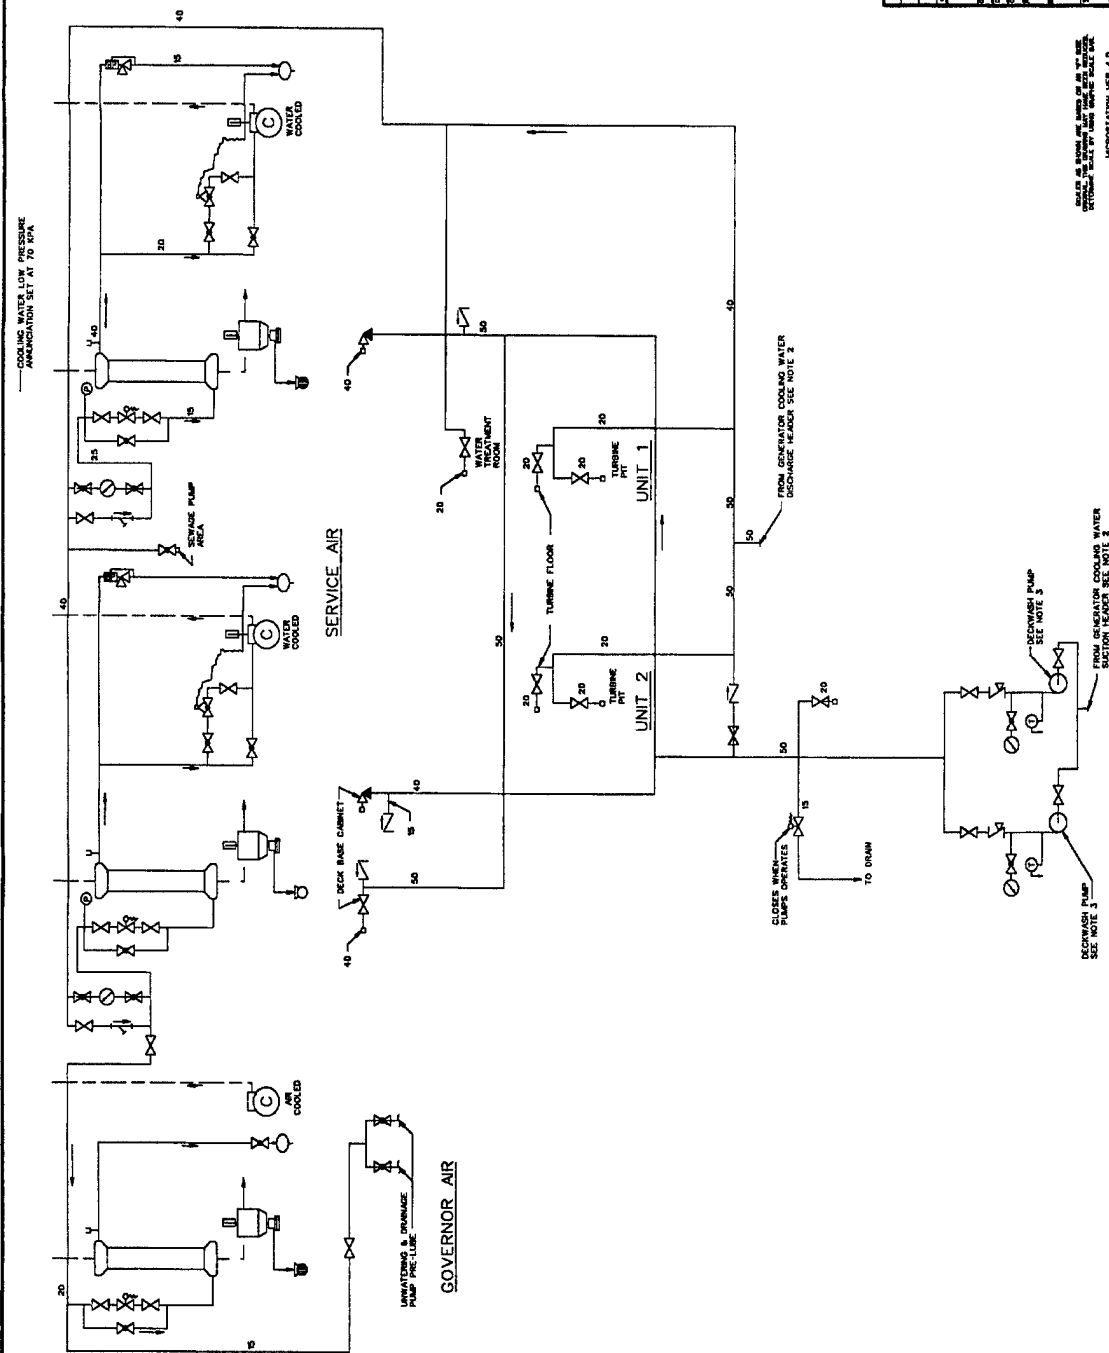 COOLING WATER LOW PRESSURE
ANNUNCIATION SET AT 70 KPA
40
15
C
WATER
COOLED
20
40
P
15
25
SEWAGE PUMP
AREA
40
C
WATER
COOLED
P
SERVICE AIR
40
50
40
WATER
TREATMENT
ROOM
20
20
20
20
TURBINE
PIT
UNIT 1
TURBINE FLOOR
50
FROM GENERATOR COOLING WATER
DISCHARGE HEADER SEE NOTE 2
50
50
50
20
20
20
TURBINE
PIT
UNIT 2
DECK BASE CABINET
40
15
50
40
C
AIR
COOLED
20
15
UNWATERING & DRAINAGE
PUMP PRE-LUBE
GOVERNOR AIR
50
20
15
CLOSES WHEN
PUMPS OPERATES
TO DRAIN
DECKWASH PUMP
SEE NOTE 3
T
T
DECKWASH PUMP
SEE NOTE 3
FROM GENERATOR COOLING WATER
SUCTION HEADER SEE NOTE 2